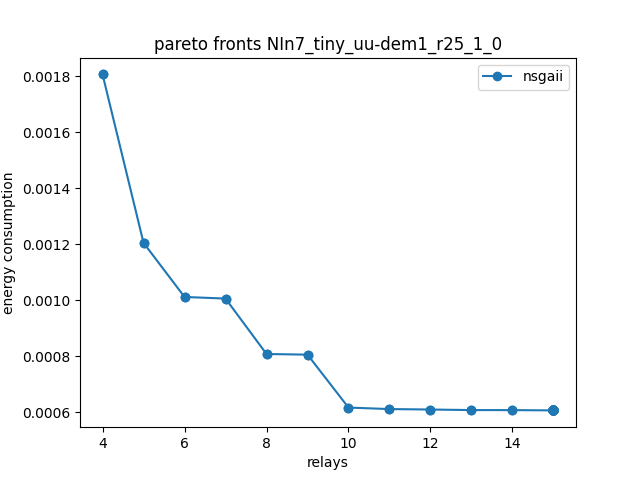 pareto fronts NIn7_tiny_uu-dem1_r25_1_0
nsgaii
0.0018
0.0016
0.0014
0.0012
0.0010
0.0008
0.0006
energy consumption
4 6 8 10 12 14
relays